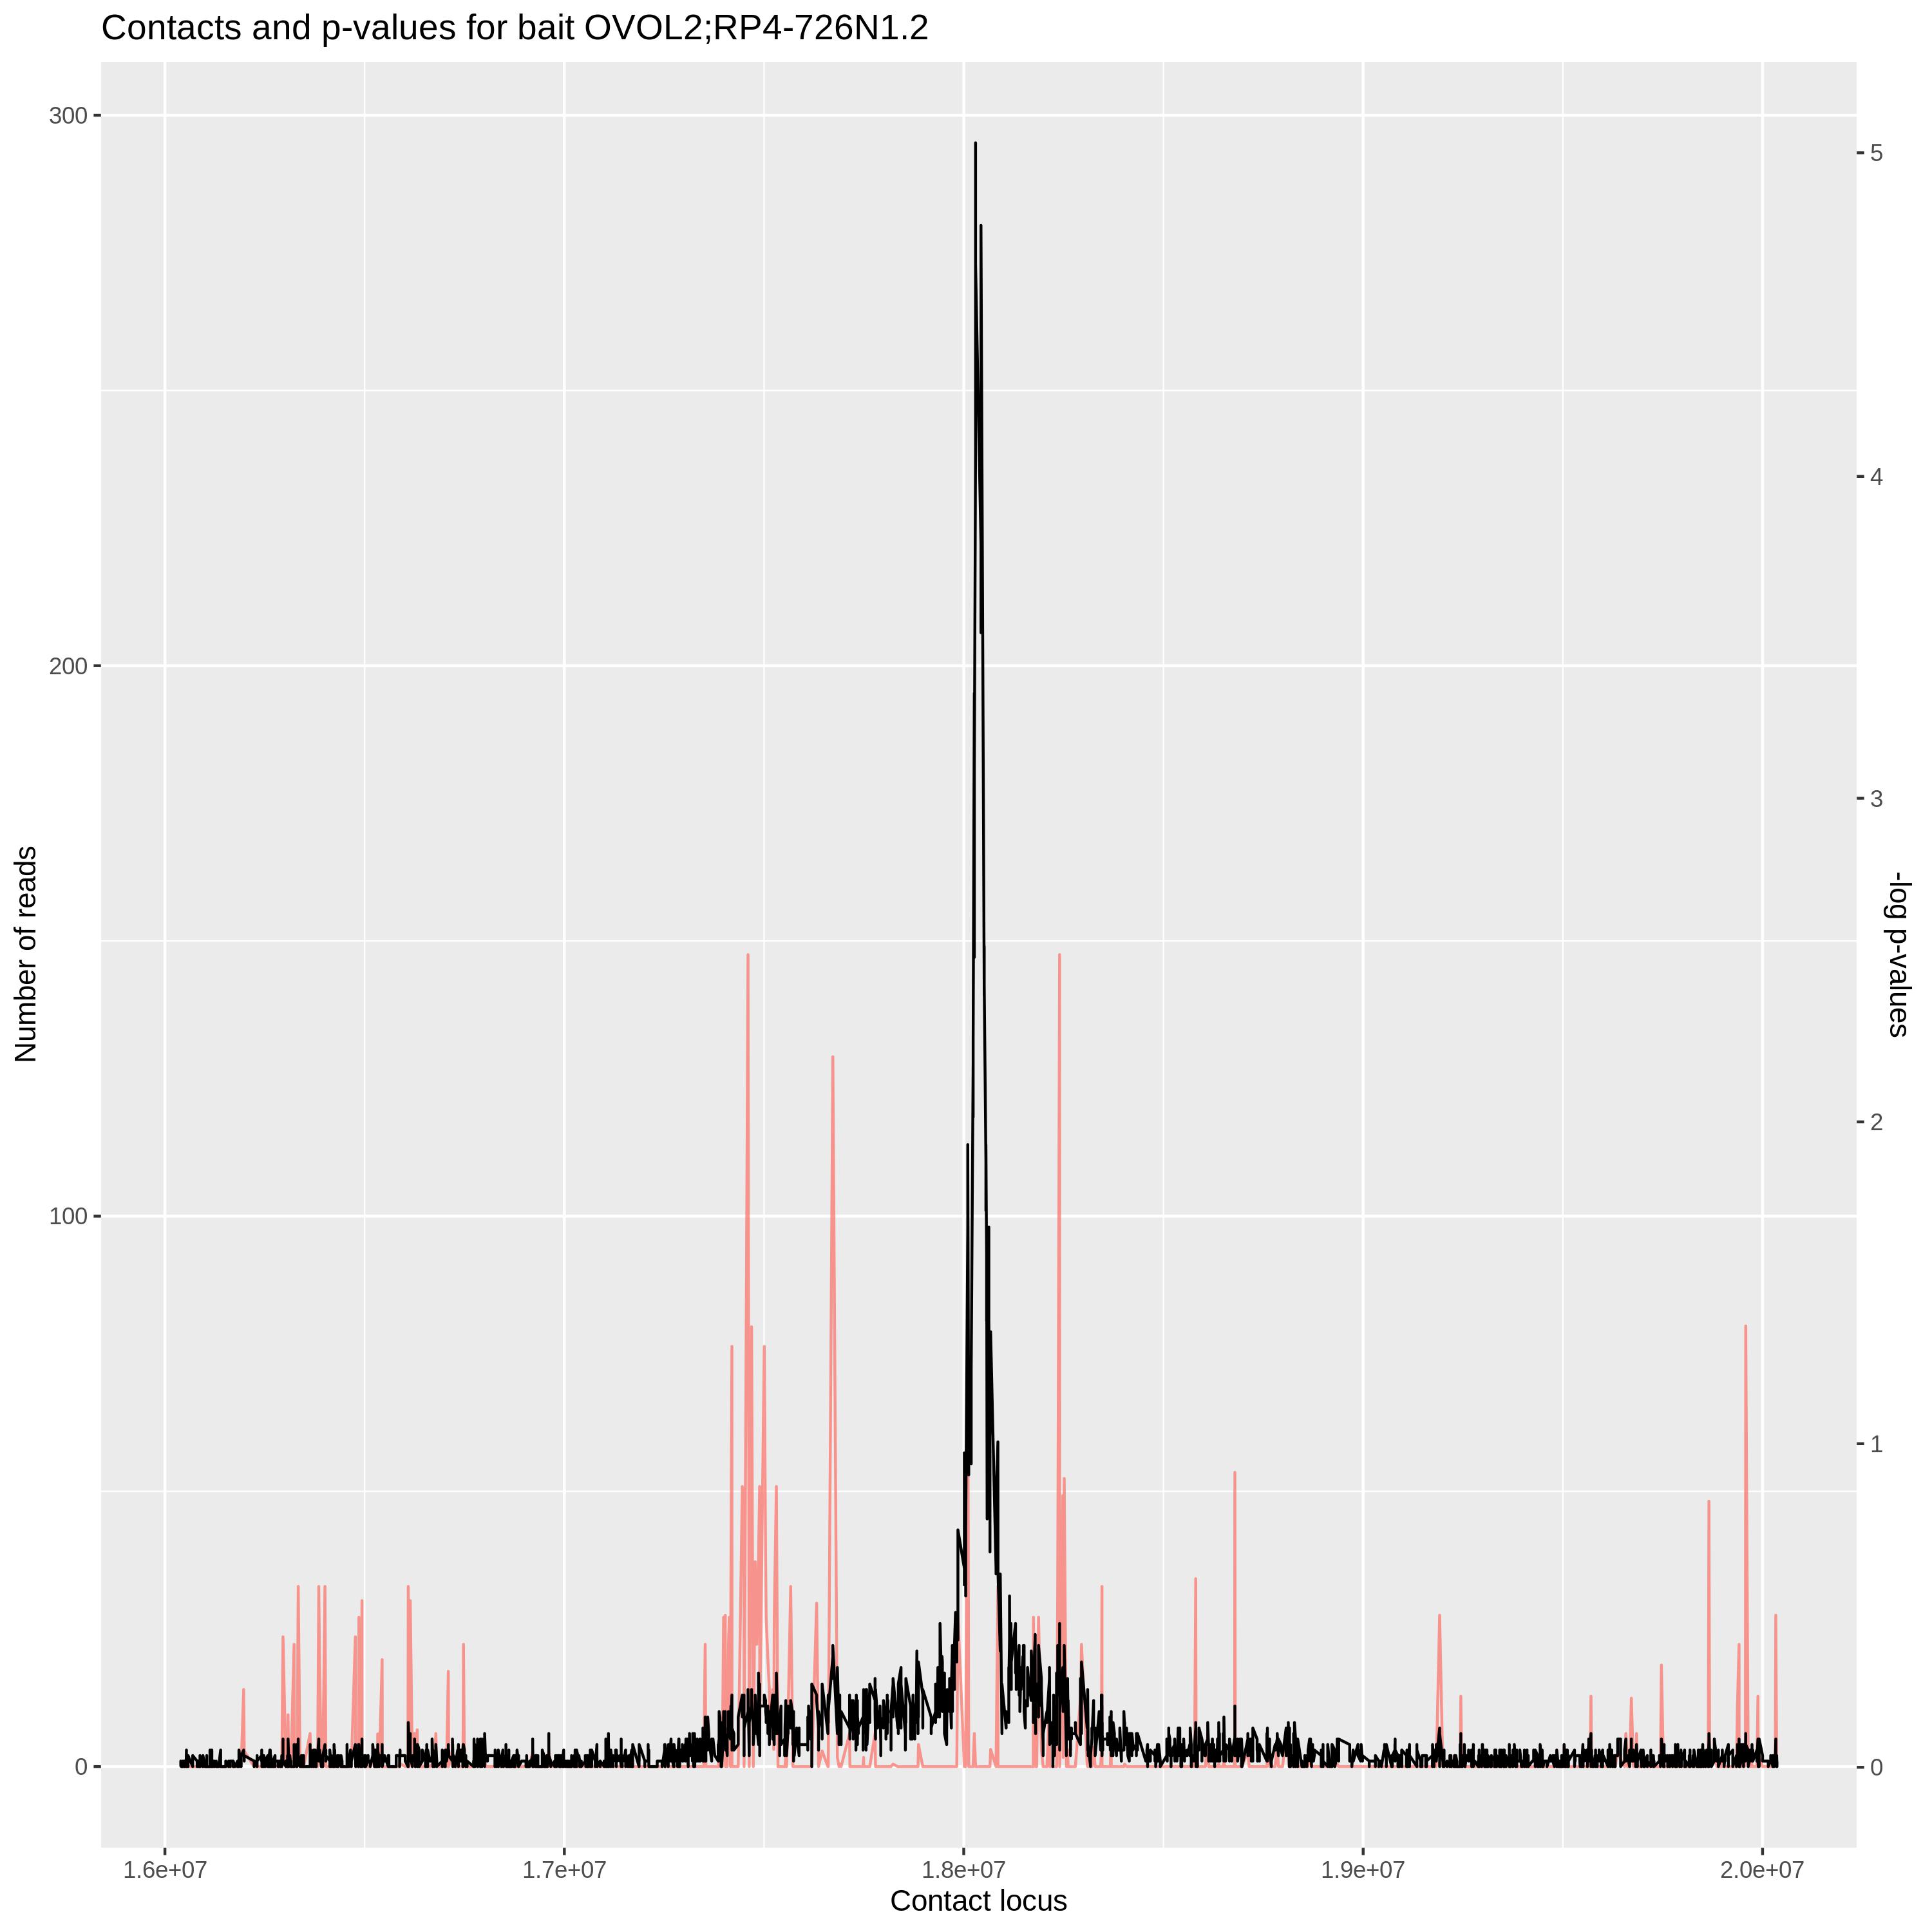 Contacts and p-values for bait OVOL2;RP4-726N1.2
300
200
100
0
Number of reads
5
4
3
2
1
0
-log p-values
1.6e+07
1.7e+07
1.8e+07
1.9e+07
2.0e+07
Contact locus